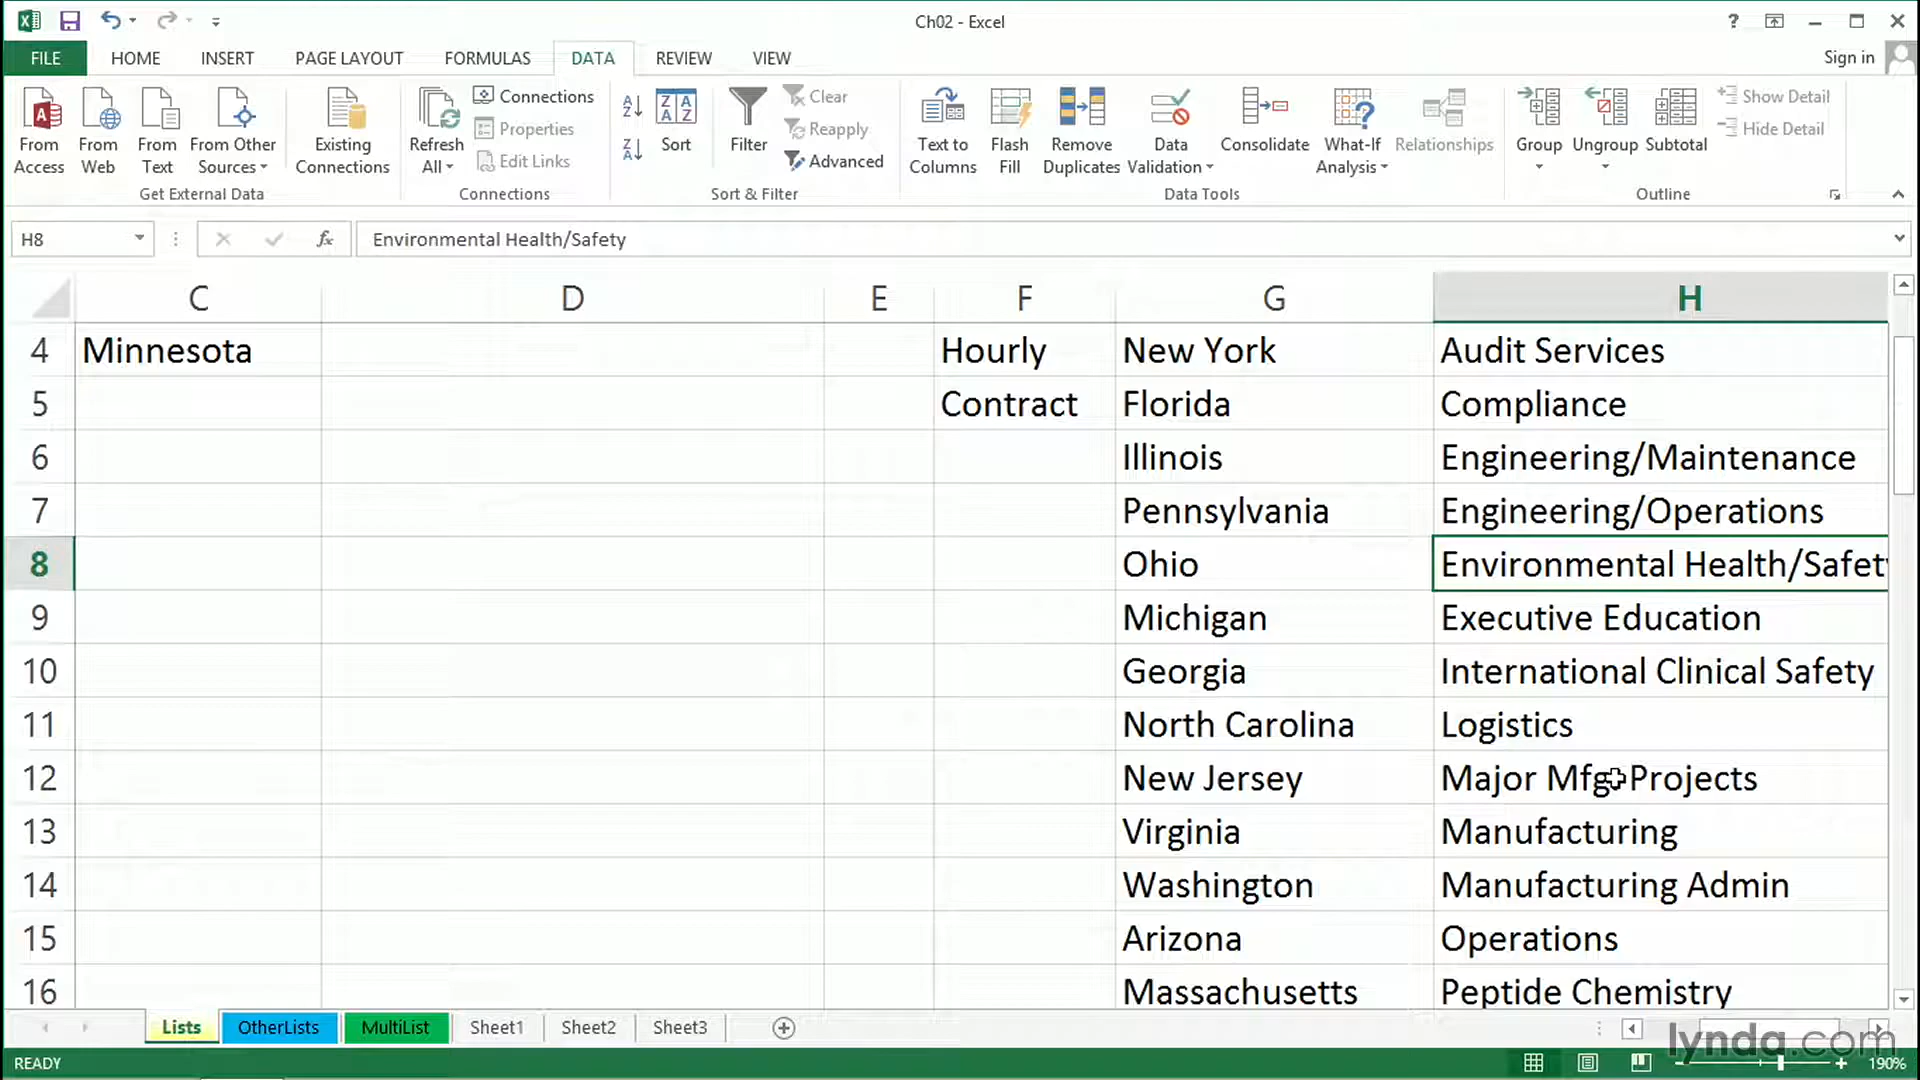 Ch02 - Excel
?
FILE HOME INSERT PAGE LAYOUT FORMULAS DATA REVIEW VIEW Sign in
From Access
From Web
From Text
From Other Sources
Existing Connections
Get External Data
Refresh All
Connections
Properties
Edit Links
Connections
Sort
Filter
Clear
Reapply
Advanced
Sort & Filter
Text to Columns
Flash Fill
Remove Duplicates
Data Validation
Consolidate
What-If Analysis
Relationships
Data Tools
Group
Ungroup
Subtotal
Show Detail
Hide Detail
Outline
H8 fx Environmental Health/Safety
C D E F G H
4 Minnesota Hourly New York Audit Services
5 Contract Florida Compliance
6 Illinois Engineering/Maintenance
7 Pennsylvania Engineering/Operations
8 Ohio Environmental Health/Safety
9 Michigan Executive Education
10 Georgia International Clinical Safety
11 North Carolina Logistics
12 New Jersey Major Mfg Projects
13 Virginia Manufacturing
14 Washington Manufacturing Admin
15 Arizona Operations
16 Massachusetts Peptide Chemistry
Lists OtherLists MultiList Sheet1 Sheet2 Sheet3
lynda.com
READY 190%